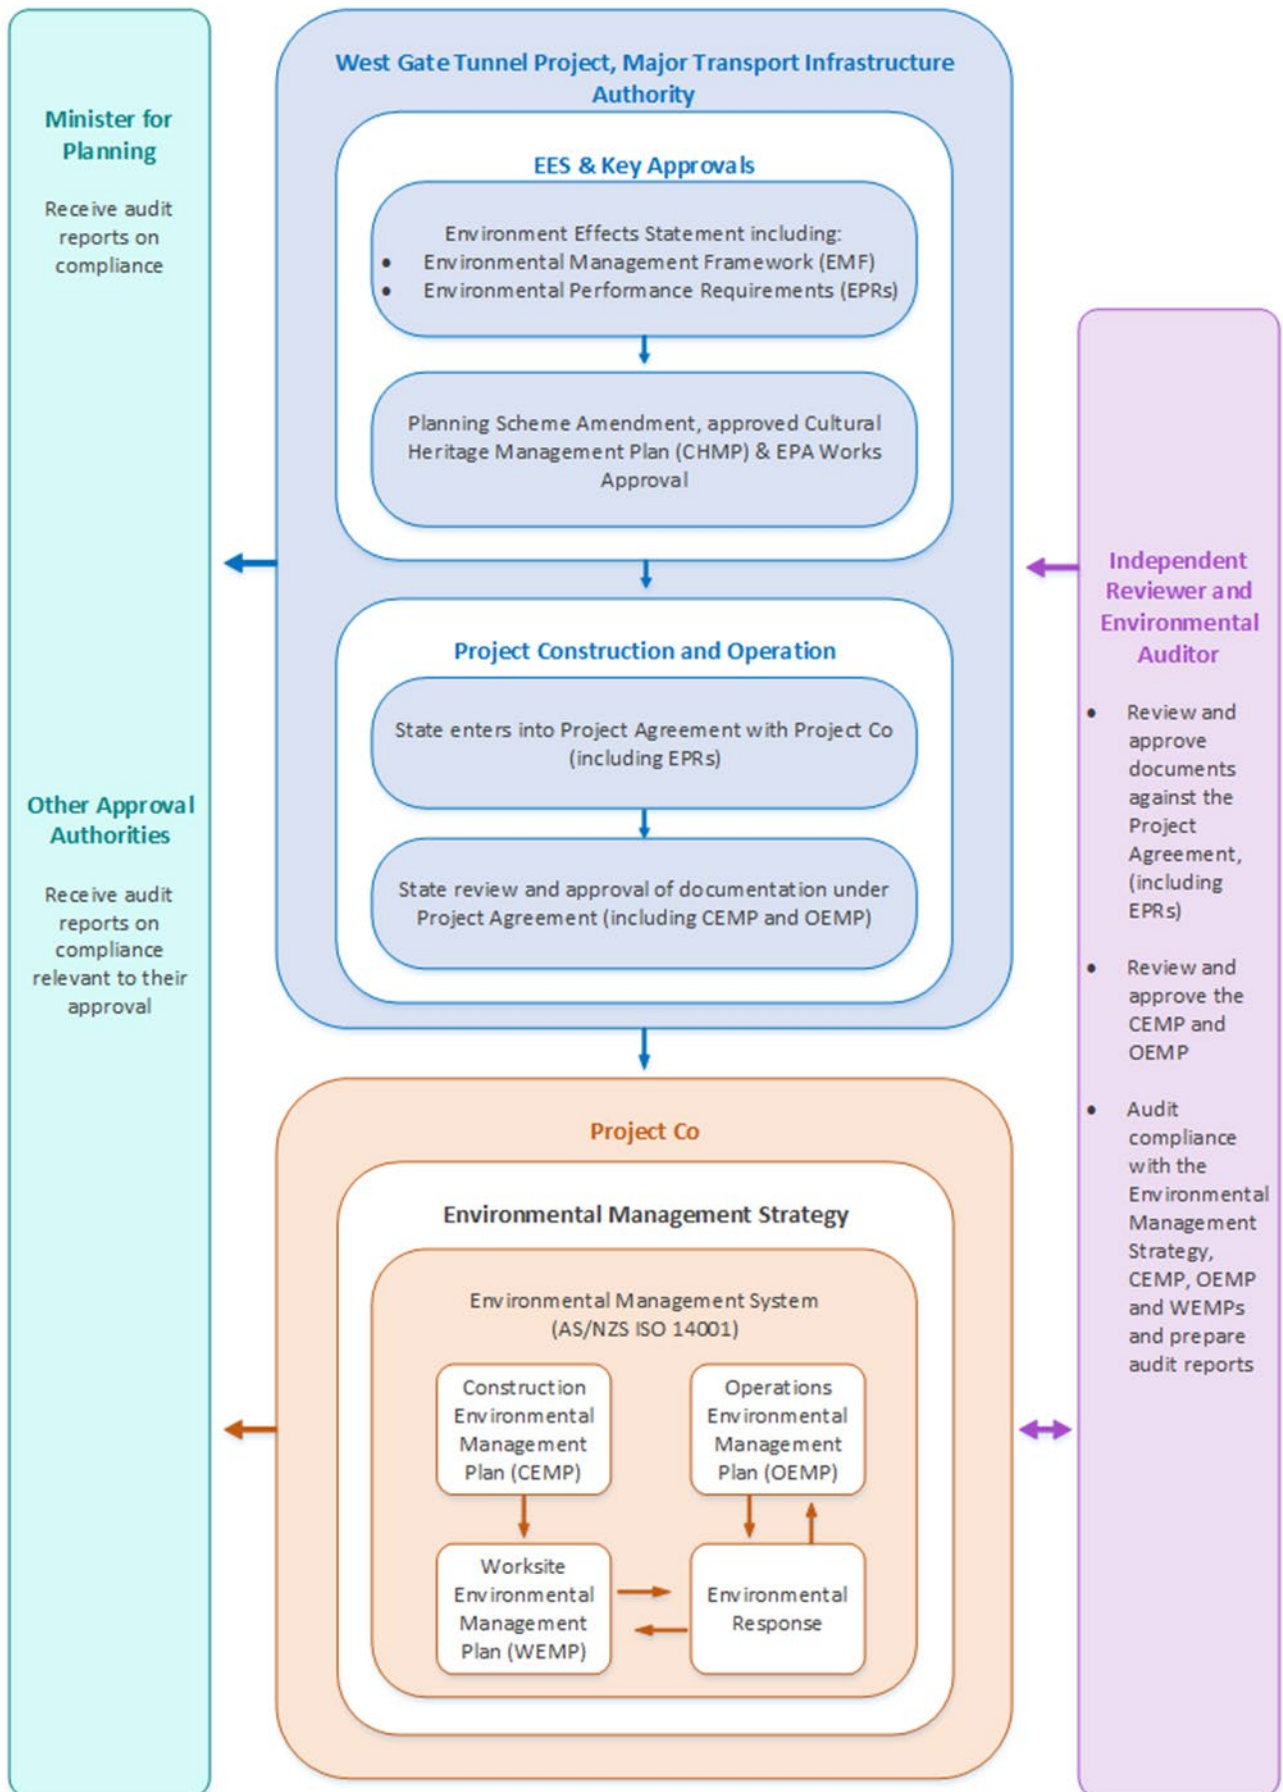 Minister for
Planning
Receive audit
reports on
compliance
Other Approval
Authorities
Receive audit
reports on
compliance
relevant to their
approval
West Gate Tunnel Project, Major Transport Infrastructure
Authority
EES & Key Approvals
Environment Effects Statement including:
• Environmental Management Framework (EMF)
• Environmental Performance Requirements (EPRs)
Planning Scheme Amendment, approved Cultural
Heritage Management Plan (CHMP) & EPA Works
Approval
Project Construction and Operation
State enters into Project Agreement with Project Co
(including EPRs)
State review and approval of documentation under
Project Agreement (including CEMP and OEMP)
Project Co
Environmental Management Strategy
Environmental Management System
(AS/NZS ISO 14001)
Construction
Environmental
Management
Plan (CEMP)
Operations
Environmental
Management
Plan (OEMP)
Worksite
Environmental
Management
Plan (WEMP)
Environmental
Response
Independent
Reviewer and
Environmental
Auditor
• Review and
approve
documents
against the
Project
Agreement,
(including
EPRs)
• Review and
approve the
CEMP and
OEMP
• Audit
compliance
with the
Environmental
Management
Strategy,
CEMP, OEMP
and WEMPs
and prepare
audit reports